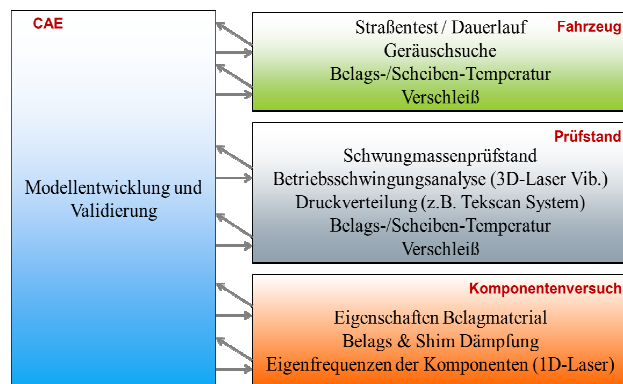 CAE
Modellentwicklung und
Validierung
Fahrzeug
Straßentest / Dauerlauf
Geräuschsuche
Belags-/Scheiben-Temperatur
Verschleiß
Prüfstand
Schwungmassenprüfstand
Betriebsschwingungsanalyse (3D-Laser Vib.)
Druckverteilung (z.B. Tekscan System)
Belags-/Scheiben-Temperatur
Verschleiß
Komponentenversuch
Eigenschaften Belagmaterial
Belags & Shim Dämpfung
Eigenfrequenzen der Komponenten (1D-Laser)